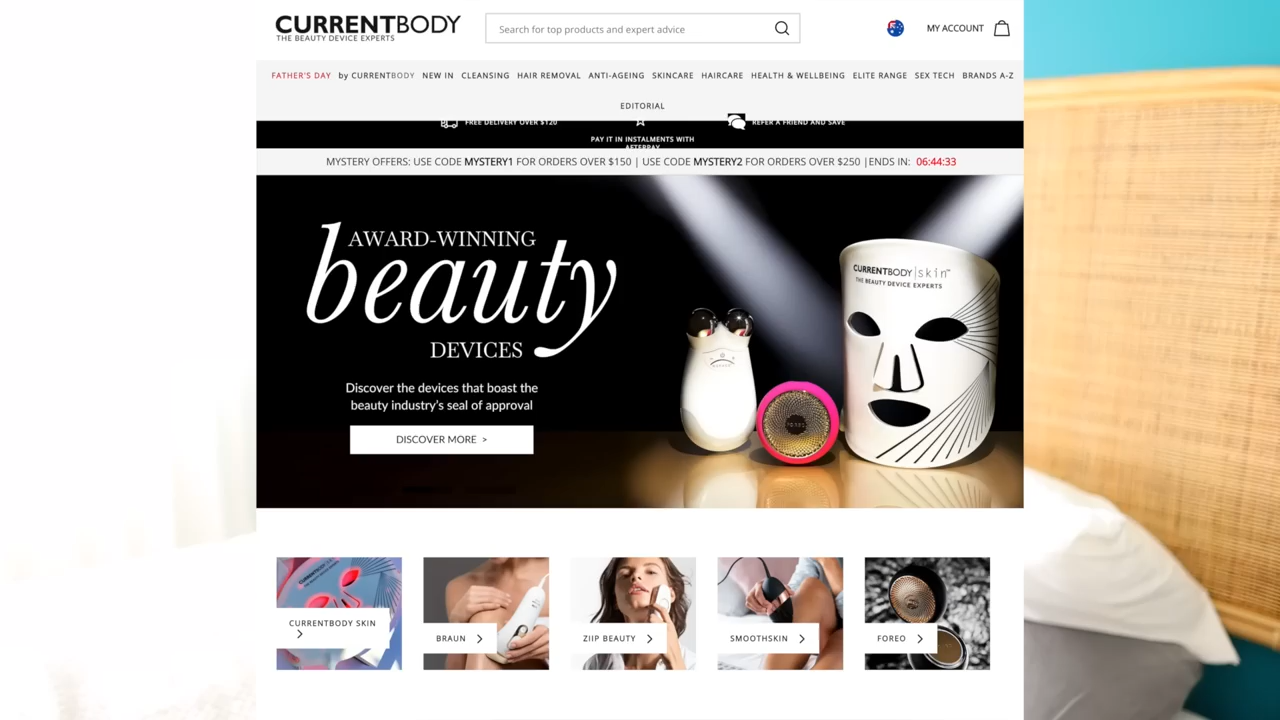 CURRENTBODY
THE BEAUTY DEVICE EXPERTS
Search for top products and expert advice
MY ACCOUNT
FATHER'S DAY by CURRENTBODY NEW IN CLEANSING HAIR REMOVAL ANTI-AGEING SKINCARE HAIRCARE HEALTH & WELLBEING ELITE RANGE SEX TECH BRANDS A-Z
EDITORIAL
FREE DELIVERY OVER $120
REFER A FRIEND AND SAVE
PAY IT IN INSTALMENTS WITH
AFTERPAY
MYSTERY OFFERS: USE CODE MYSTERY1 FOR ORDERS OVER $150 | USE CODE MYSTERY2 FOR ORDERS OVER $250 |ENDS IN: 06:44:33
AWARD-WINNING
beauty
DEVICES
Discover the devices that boast the
beauty industry's seal of approval
DISCOVER MORE >
CURRENTBODY|skin™
THE BEAUTY DEVICE EXPERTS
CURRENTBODY SKIN
BRAUN
ZIIP BEAUTY
SMOOTHSKIN
FOREO